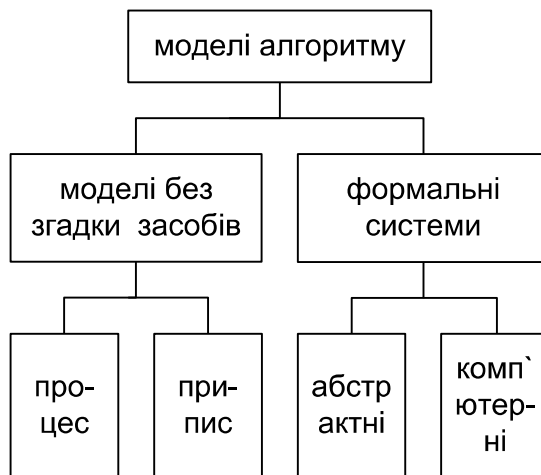 моделі алгоритму
моделі без
згадки засобів
формальні
системи
про-
цес
при-
пис
абстр
актні
комп`
ютер-
ні